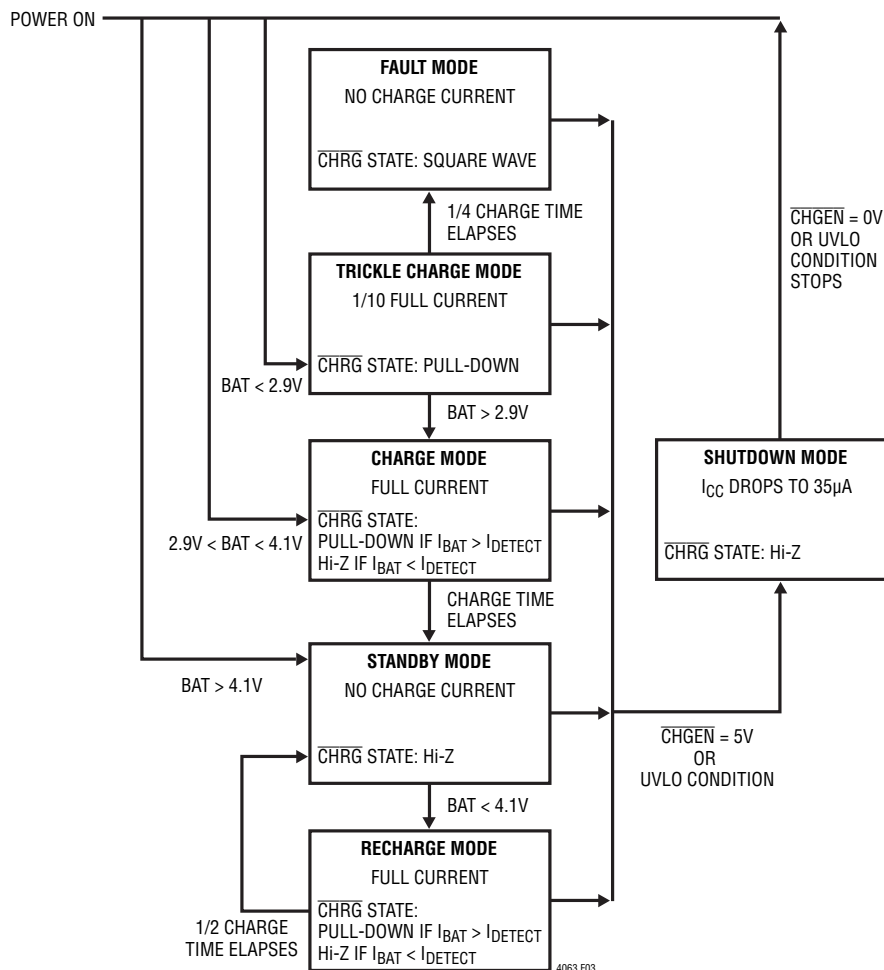 POWER ON
FAULT MODE
NO CHARGE CURRENT
CHRG STATE: SQUARE WAVE
1/4 CHARGE TIME
ELAPSES
TRICKLE CHARGE MODE
1/10 FULL CURRENT
CHRG STATE: PULL-DOWN
BAT < 2.9V
BAT > 2.9V
CHARGE MODE
FULL CURRENT
CHRG STATE:
PULL-DOWN IF IBAT > IDETECT
Hi-Z IF IBAT < IDETECT
2.9V < BAT < 4.1V
CHARGE TIME
ELAPSES
STANDBY MODE
NO CHARGE CURRENT
CHRG STATE: Hi-Z
BAT > 4.1V
BAT < 4.1V
RECHARGE MODE
FULL CURRENT
CHRG STATE:
PULL-DOWN IF IBAT > IDETECT
Hi-Z IF IBAT < IDETECT
1/2 CHARGE
TIME ELAPSES
CHGEN = 0V
OR UVLO
CONDITION
STOPS
SHUTDOWN MODE
ICC DROPS TO 35µA
CHRG STATE: Hi-Z
CHGEN = 5V
OR
UVLO CONDITION
4063 F03